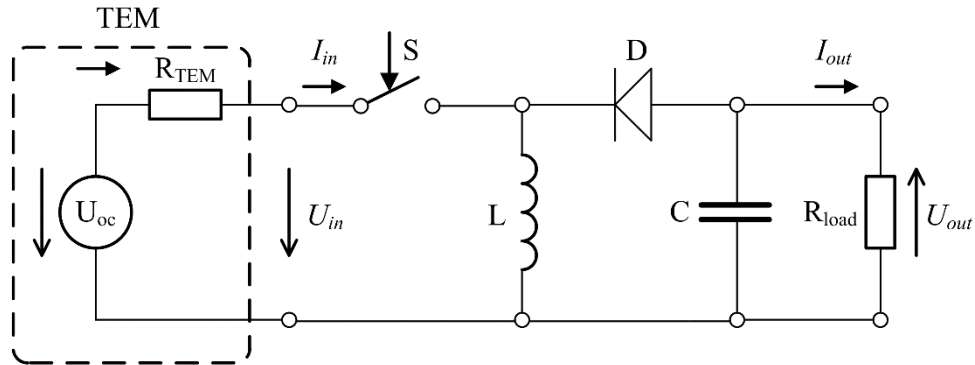 TEM
R_TEM
I_in
S
D
I_out
U_oc
U_in
L
C
R_load
U_out